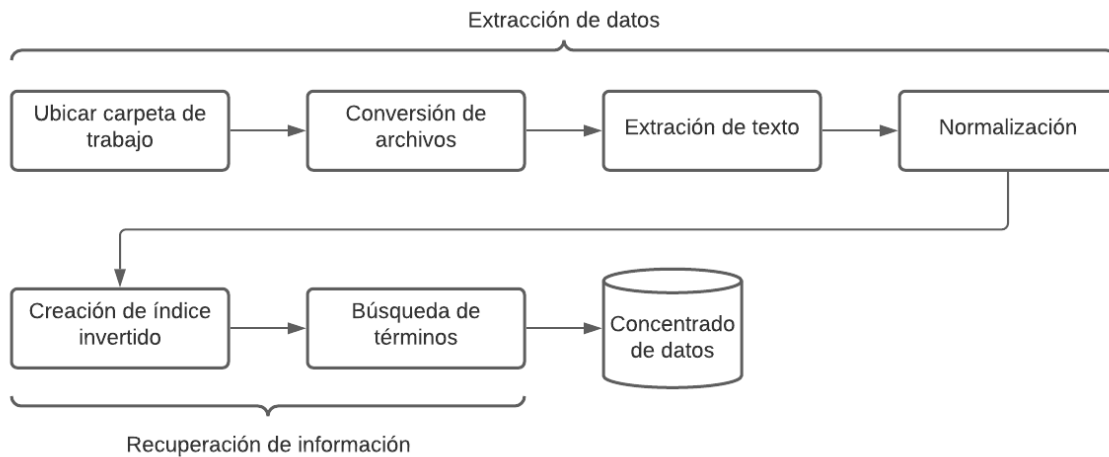 Extracción de datos
Ubicar carpeta de
trabajo
Conversión de
archivos
Extración de texto
Normalización
Creación de índice
invertido
Búsqueda de
términos
Concentrado
de datos
Recuperación de información